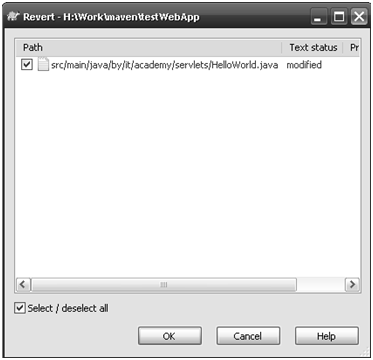 Revert - H:\Work\maven\testWebApp
Path Text status Pr
src/main/java/by/it/academy/servlets/HelloWorld.java modified
Select / deselect all
OK Cancel Help